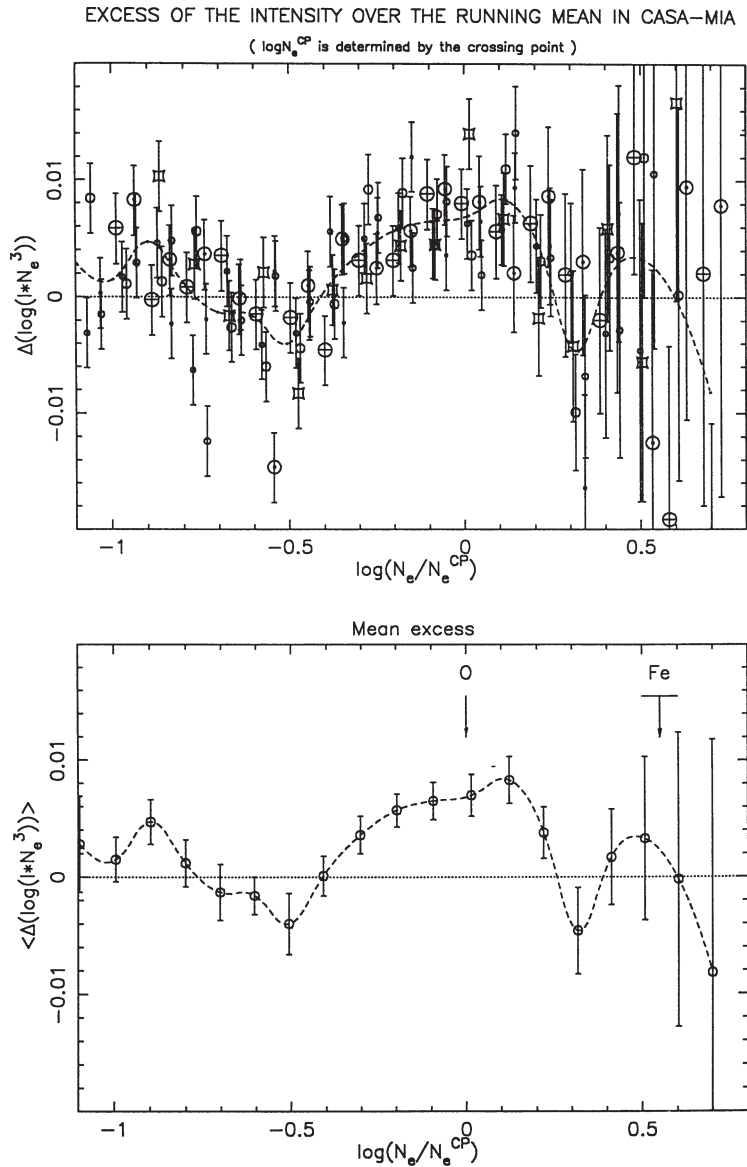 EXCESS OF THE INTENSITY OVER THE RUNNING MEAN IN CASA-MIA
( logNₑᶜᴾ is determined by the crossing point )
Δ(log(I*Nₑ³))
0.01
0
-0.01
-1
-0.5
0
0.5
log(Nₑ/Nₑᶜᴾ)
Mean excess
O
Fe
<Δ(log(I*Nₑ³))>
0.01
0
-0.01
-1
-0.5
0
0.5
log(Nₑ/Nₑᶜᴾ)